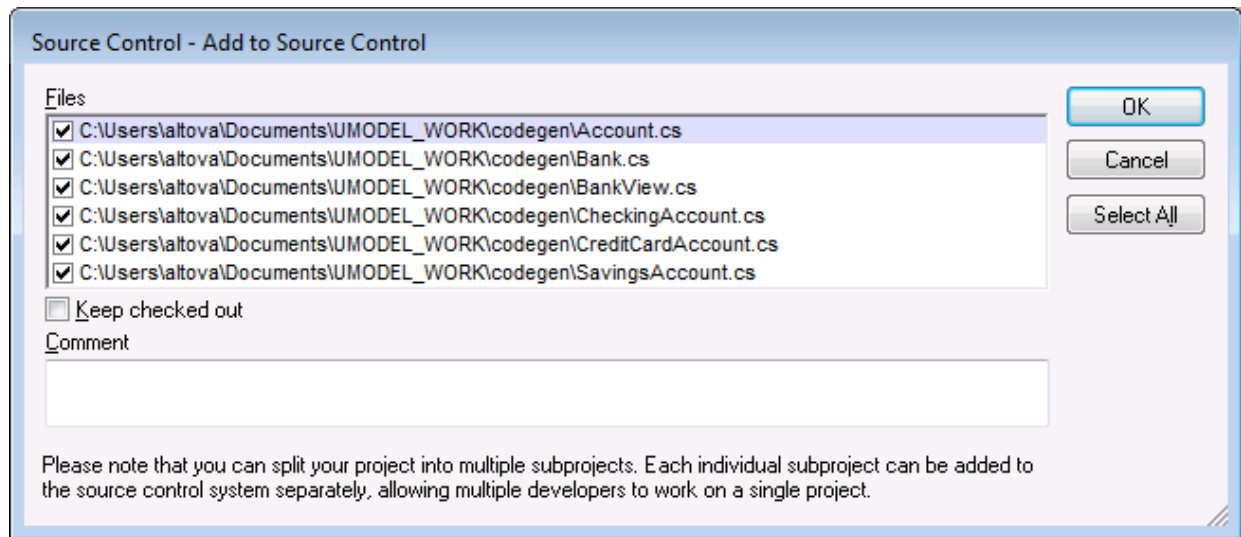 Source Control - Add to Source Control
Files
OK
C:\Users\altova\Documents\UMODEL_WORK\codegen\Account.cs
C:\Users\altova\Documents\UMODEL_WORK\codegen\Bank.cs
Cancel
C:\Users\altova\Documents\UMODEL_WORK\codegen\BankView.cs
C:\Users\altova\Documents\UMODEL_WORK\codegen\CheckingAccount.cs
Select All
C:\Users\altova\Documents\UMODEL_WORK\codegen\CreditCardAccount.cs
C:\Users\altova\Documents\UMODEL_WORK\codegen\SavingsAccount.cs
Keep checked out
Comment
Please note that you can split your project into multiple subprojects. Each individual subproject can be added to
the source control system separately, allowing multiple developers to work on a single project.